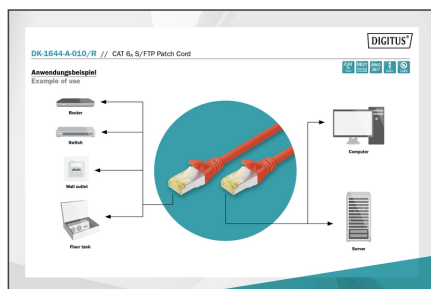 DIGITUS®
DK-1644-A-010/R // CAT 6A S/FTP Patch Cord
Anwendungsbeispiel
Example of use
Router
Switch
Wall outlet
Floor tank
Computer
Server